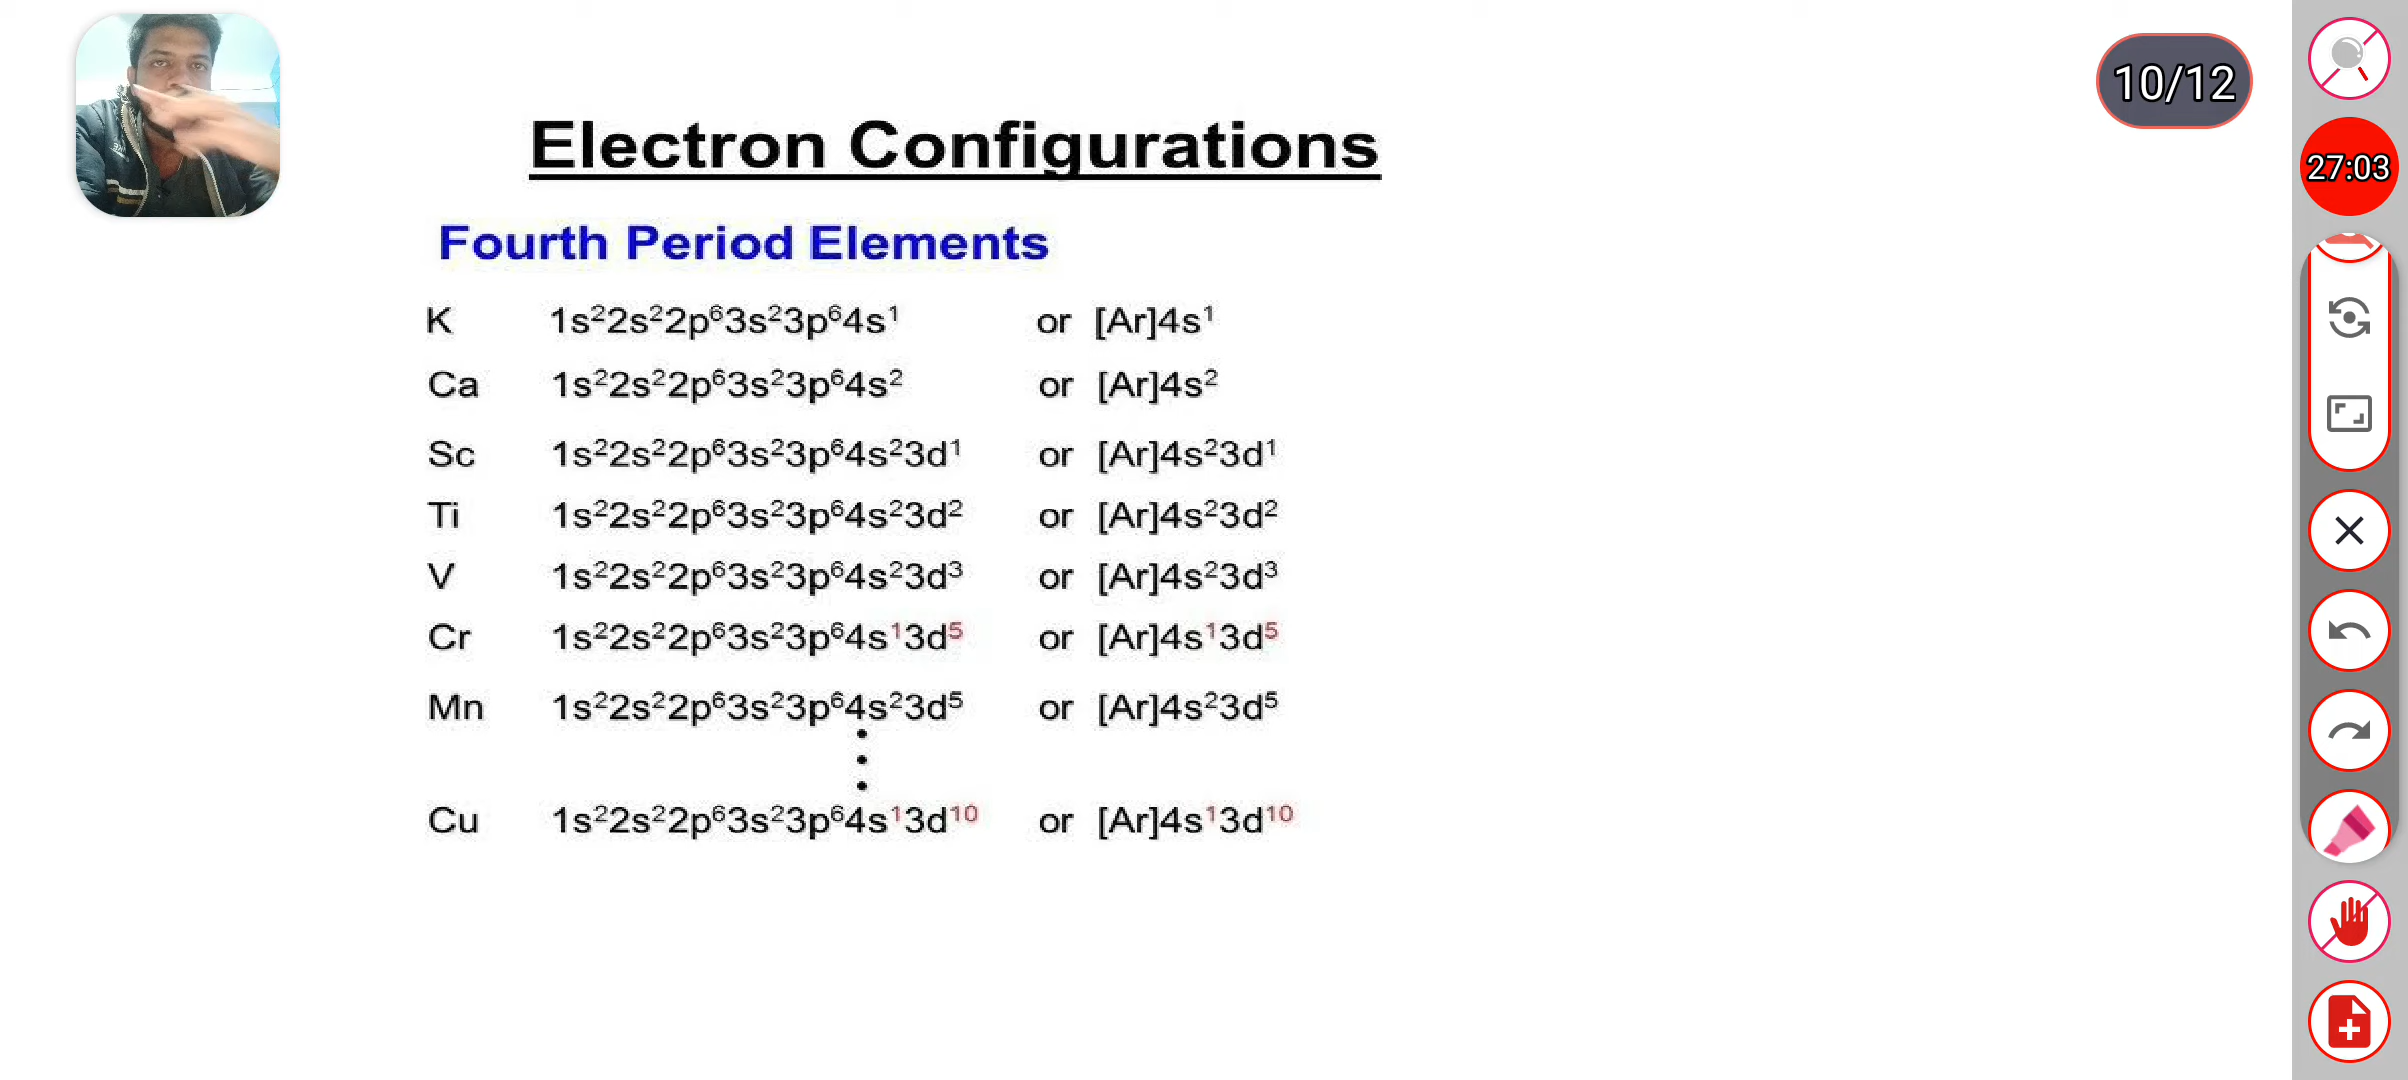 10/12
27:03
Electron Configurations
Fourth Period Elements
K 1s²2s²2p⁶3s²3p⁶4s¹ or [Ar]4s¹
Ca 1s²2s²2p⁶3s²3p⁶4s² or [Ar]4s²
Sc 1s²2s²2p⁶3s²3p⁶4s²3d¹ or [Ar]4s²3d¹
Ti 1s²2s²2p⁶3s²3p⁶4s²3d² or [Ar]4s²3d²
V 1s²2s²2p⁶3s²3p⁶4s²3d³ or [Ar]4s²3d³
Cr 1s²2s²2p⁶3s²3p⁶4s¹3d⁵ or [Ar]4s¹3d⁵
Mn 1s²2s²2p⁶3s²3p⁶4s²3d⁵ or [Ar]4s²3d⁵
Cu 1s²2s²2p⁶3s²3p⁶4s¹3d¹⁰ or [Ar]4s¹3d¹⁰